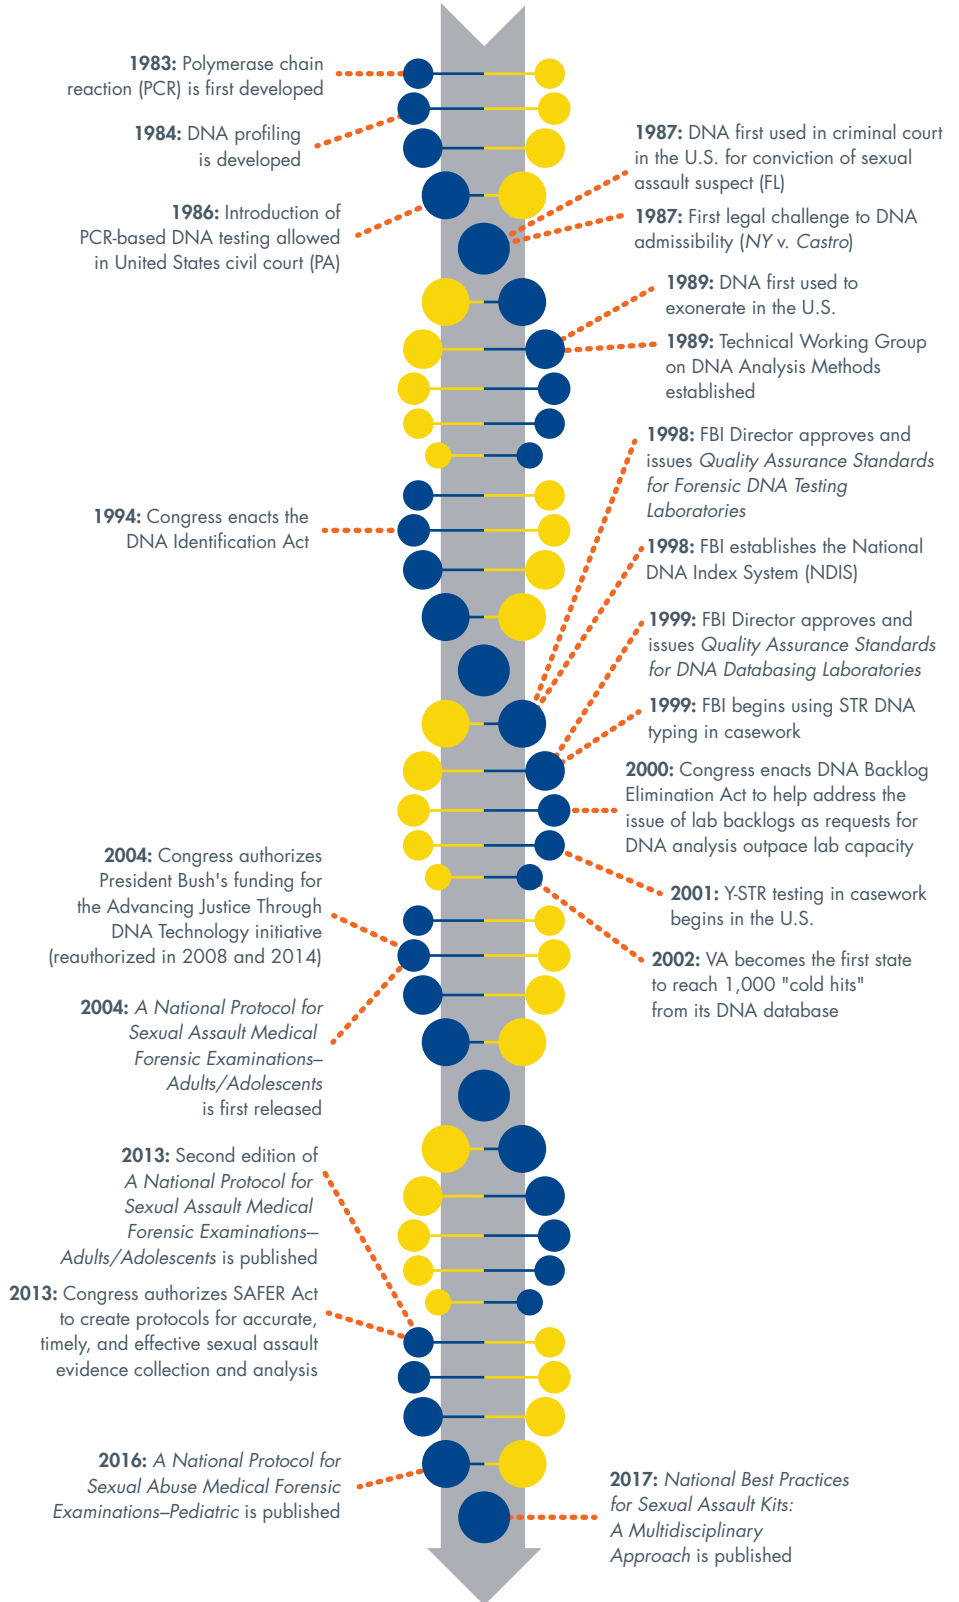 1983: Polymerase chain
reaction (PCR) is first developed
1984: DNA profiling
is developed
1987: DNA first used in criminal court
in the U.S. for conviction of sexual
assault suspect (FL)
1986: Introduction of
PCR-based DNA testing allowed
in United States civil court (PA)
1987: First legal challenge to DNA
admissibility (NY v. Castro)
1989: DNA first used to
exonerate in the U.S.
1989: Technical Working Group
on DNA Analysis Methods
established
1998: FBI Director approves and
issues Quality Assurance Standards
for Forensic DNA Testing
Laboratories
1994: Congress enacts the
DNA Identification Act
1998: FBI establishes the National
DNA Index System (NDIS)
1999: FBI Director approves and
issues Quality Assurance Standards
for DNA Databasing Laboratories
1999: FBI begins using STR DNA
typing in casework
2000: Congress enacts DNA Backlog
Elimination Act to help address the
issue of lab backlogs as requests for
DNA analysis outpace lab capacity
2004: Congress authorizes
President Bush's funding for
the Advancing Justice Through
DNA Technology initiative
(reauthorized in 2008 and 2014)
2001: Y-STR testing in casework
begins in the U.S.
2002: VA becomes the first state
to reach 1,000 "cold hits"
from its DNA database
2004: A National Protocol for
Sexual Assault Medical
Forensic Examinations–
Adults/Adolescents
is first released
2013: Second edition of
A National Protocol for
Sexual Assault Medical
Forensic Examinations–
Adults/Adolescents is published
2013: Congress authorizes SAFER Act
to create protocols for accurate,
timely, and effective sexual assault
evidence collection and analysis
2016: A National Protocol for
Sexual Abuse Medical Forensic
Examinations–Pediatric is published
2017: National Best Practices
for Sexual Assault Kits:
A Multidisciplinary
Approach is published